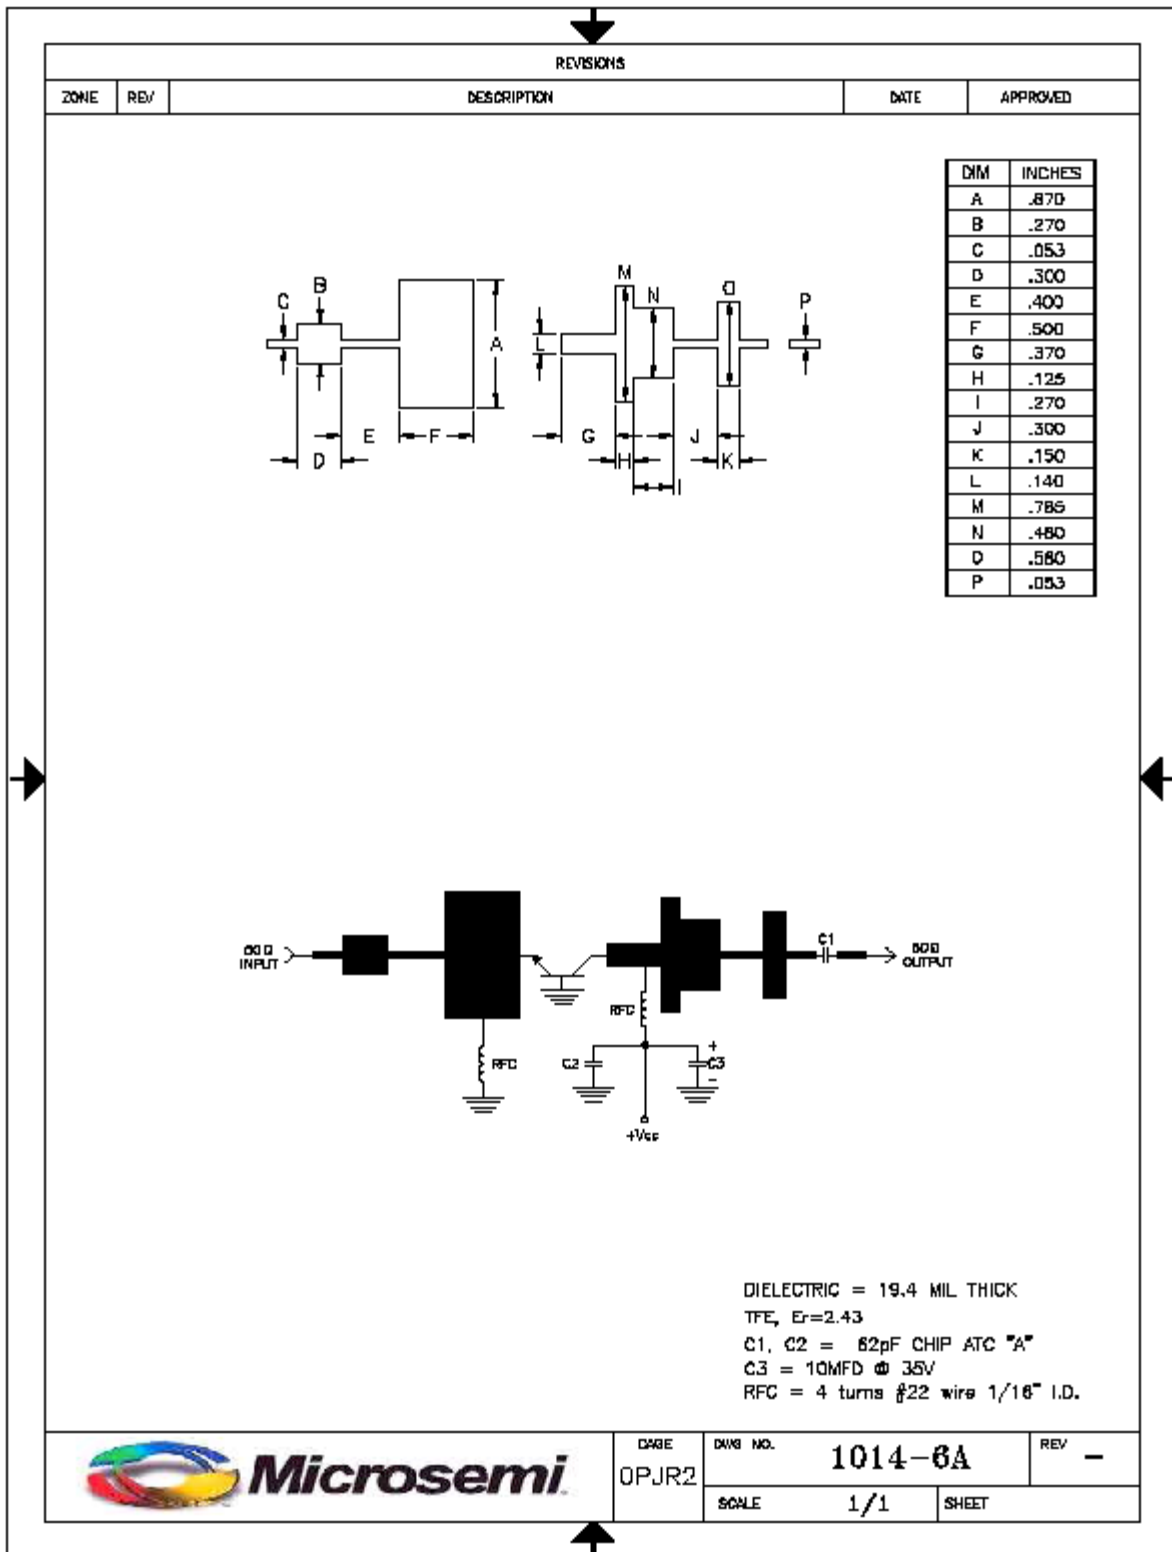 REVISIONS
ZONE REV DESCRIPTION DATE APPROVED
DIM INCHES
A .870
B .270
C .053
D .300
E .400
F .500
G .370
H .125
I .270
J .300
K .150
L .140
M .785
N .480
O .580
P .053
C B A L M N O P
D E F G H I J K
50Ω INPUT
C1
50Ω OUTPUT
RFC
RFC
C2
+
C3
-
+Vcc
DIELECTRIC = 19.4 MIL THICK
TFE, Er=2.43
C1, C2 = 82pF CHIP ATC "A"
C3 = 10MFD @ 35V
RFC = 4 turns #22 wire 1/16" I.D.
Microsemi
CAGE
OPJR2
DWG NO. 1014-6A
REV -
SCALE 1/1
SHEET